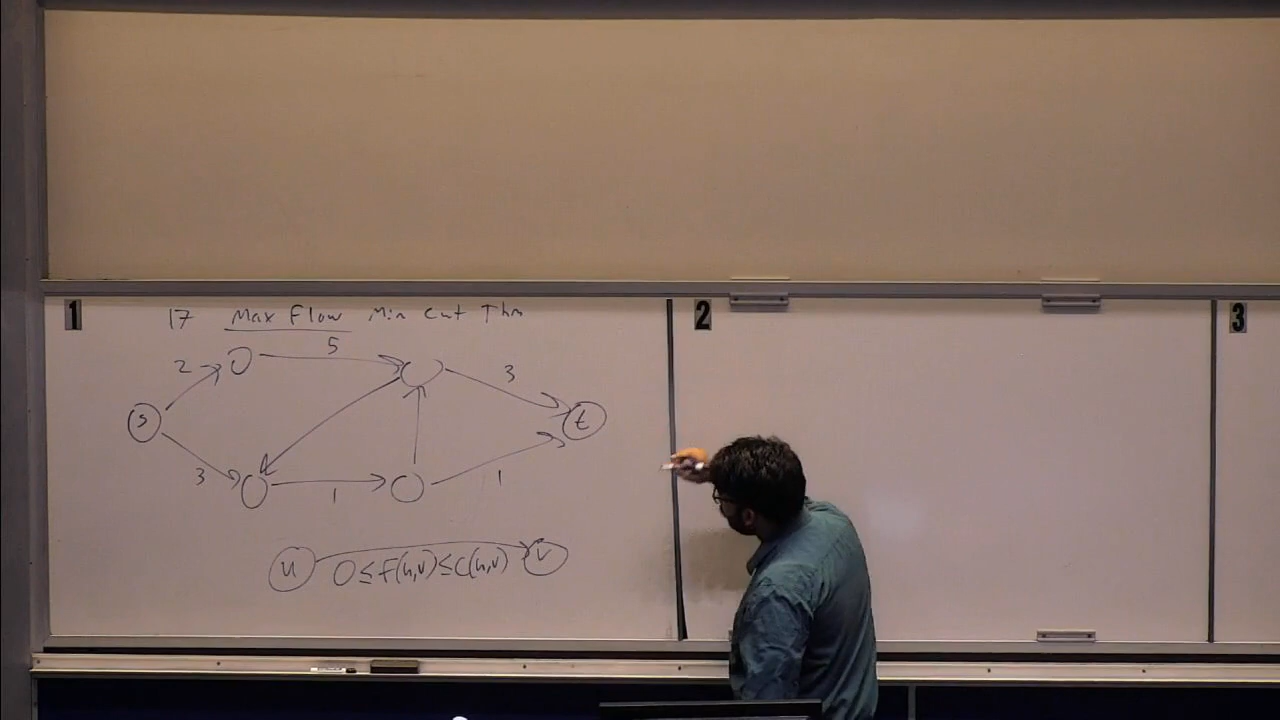 1
2
3
17 Max Flow Min Cut Thm
5
2
3
s
t
3
1
1
u 0≤f(u,v)≤c(u,v) v